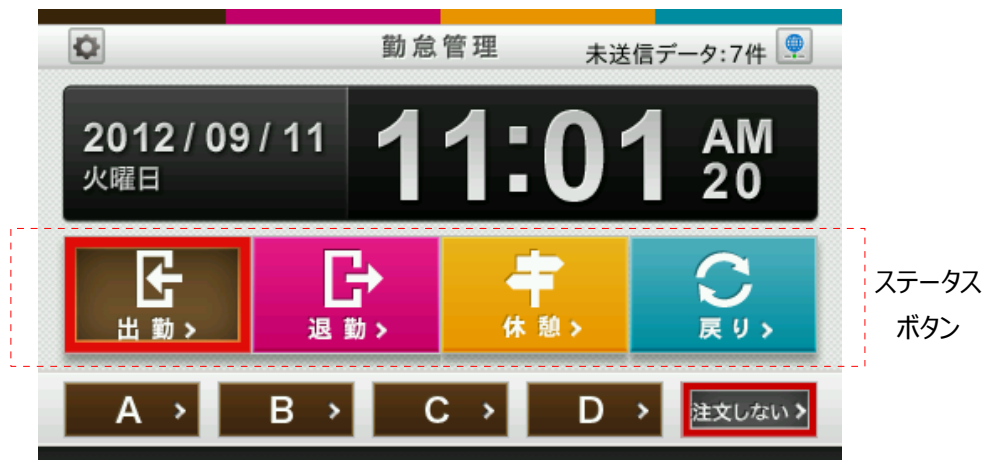 勤怠管理
未送信データ:7件
2012 / 09 / 11
火曜日
11:01
AM
20
出勤 >
退勤 >
休憩 >
戻り >
ステータス
ボタン
A >
B >
C >
D >
注文しない >